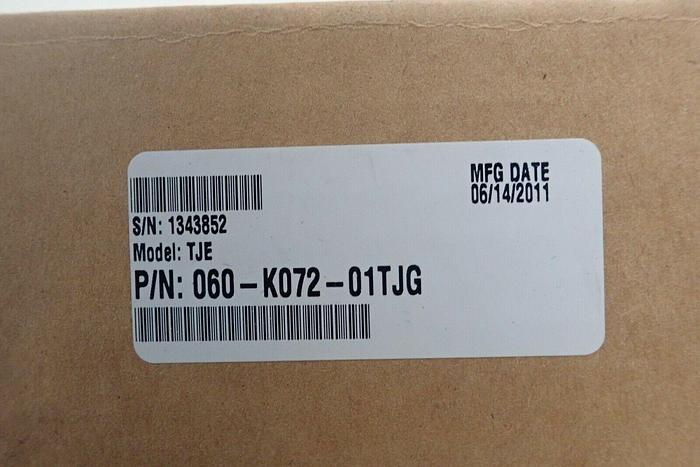 MFG DATE
06/14/2011
S/N: 1343852
Model: TJE
P/N: 060-K072-01TJG